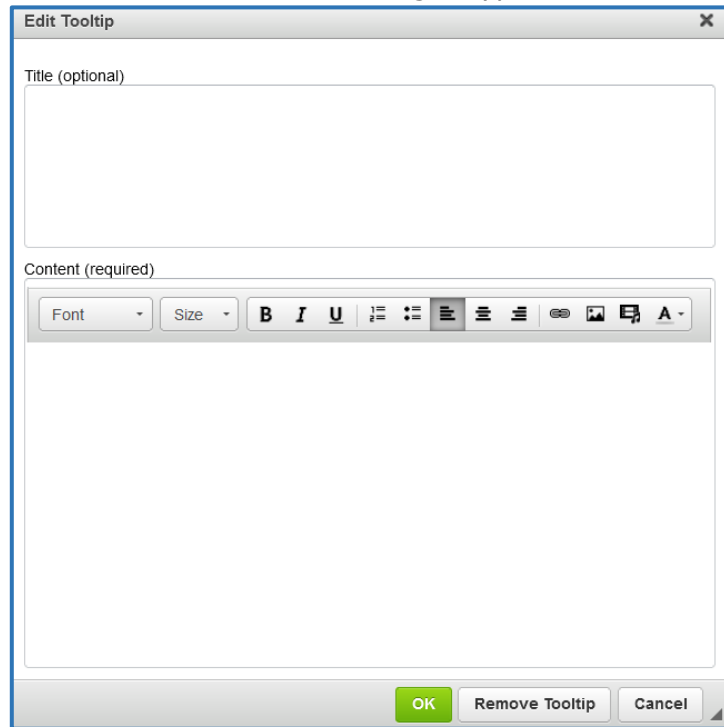 Edit Tooltip
Title (optional)
Content (required)
Font Size B I U A
OK Remove Tooltip Cancel